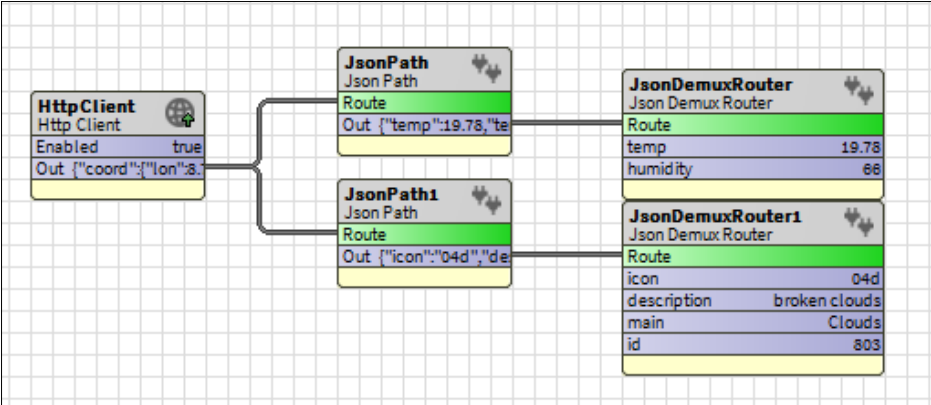 HttpClient
Http Client
Enabled true
Out {"coord":{"lon":8.
JsonPath
Json Path
Route
Out {"temp":19.78,"te
JsonPath1
Json Path
Route
Out {"icon":"04d","de
JsonDemuxRouter
Json Demux Router
Route
temp 19.78
humidity 66
JsonDemuxRouter1
Json Demux Router
Route
icon 04d
description broken clouds
main Clouds
id 803